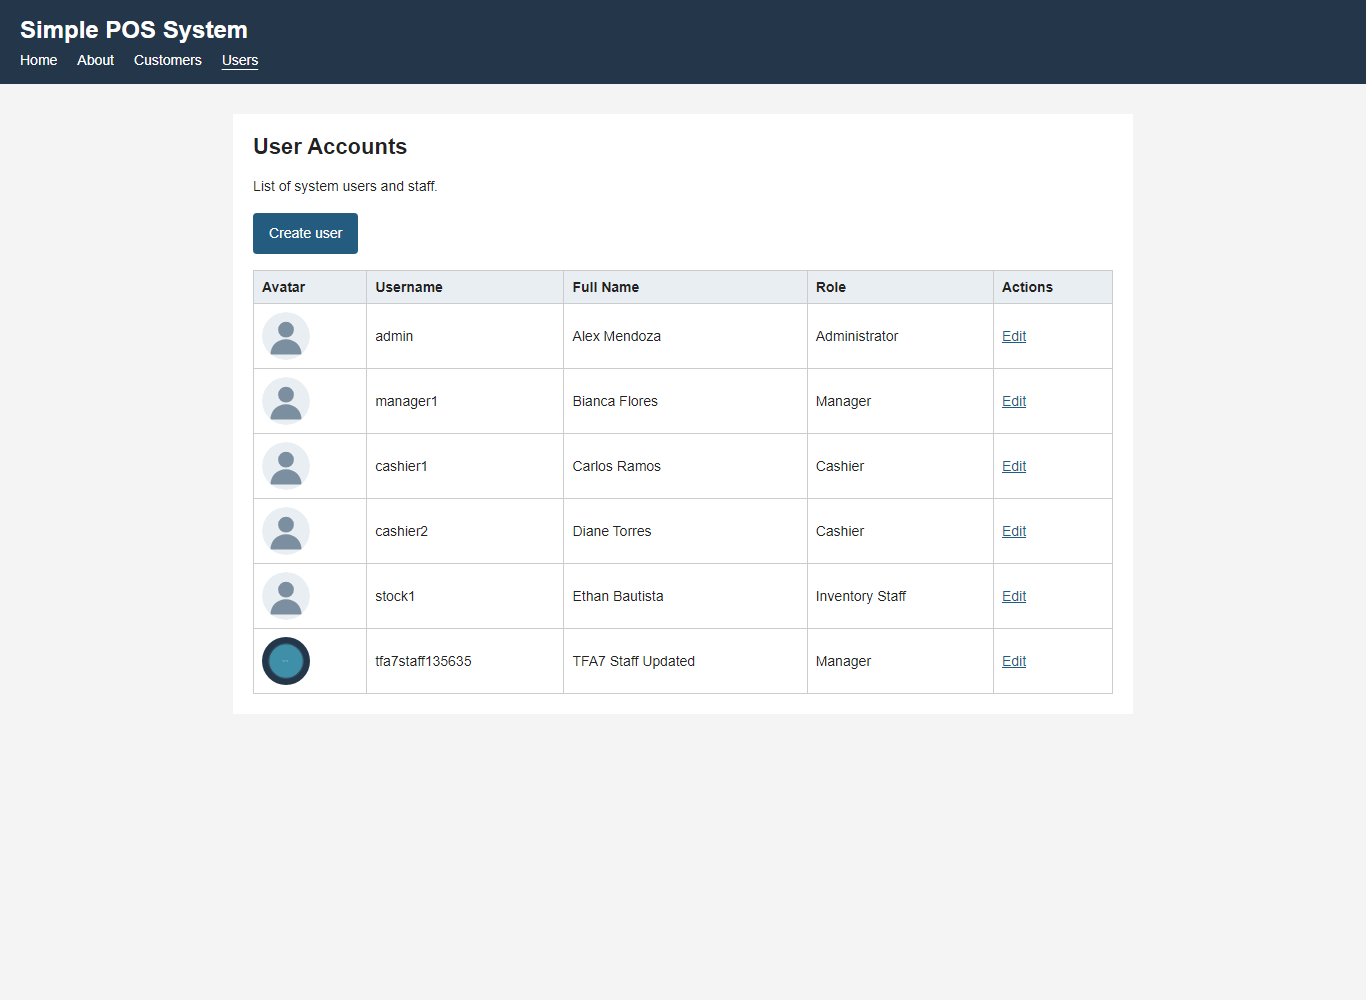 Simple POS System
Home About Customers Users
User Accounts
List of system users and staff.
Create user
Avatar Username Full Name Role Actions
admin Alex Mendoza Administrator Edit
manager1 Bianca Flores Manager Edit
cashier1 Carlos Ramos Cashier Edit
cashier2 Diane Torres Cashier Edit
stock1 Ethan Bautista Inventory Staff Edit
tfa7staff135635 TFA7 Staff Updated Manager Edit